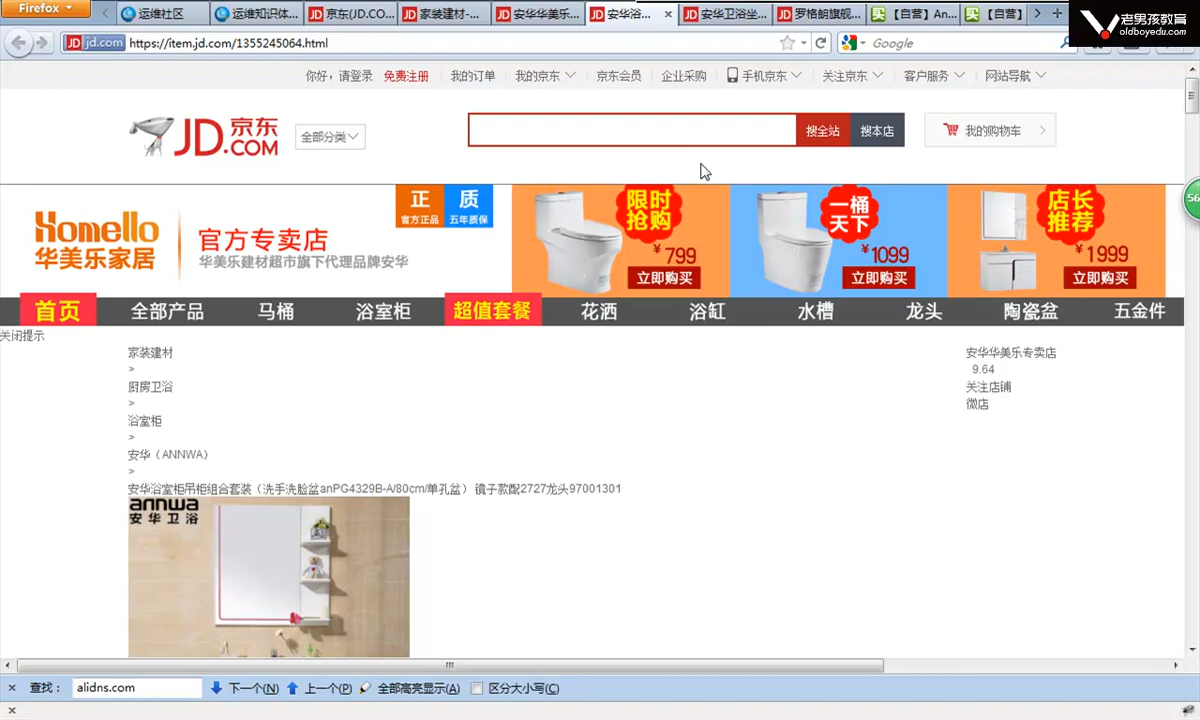 Firefox
运维社区
运维知识体...
京东(JD.CO...
家装建材-...
安华华美乐...
安华浴...
安华卫浴坐...
罗格朗旗舰...
【自营】An...
【自营】
老男孩教育
oldboyedu.com
jd.com
https://item.jd.com/1355245064.html
Google
你好，请登录 免费注册 我的订单 我的京东 京东会员 企业采购 手机京东 关注京东 客户服务 网站导航
JD.COM 京东
全部分类
搜全站
搜本店
我的购物车
56
Homello
华美乐家居
官方专卖店
华美乐建材超市旗下代理品牌安华
正
官方正品
质
五年质保
限时
抢购
¥799
立即购买
一桶
天下
¥1099
立即购买
店长
推荐
¥1999
立即购买
首页 全部产品 马桶 浴室柜 超值套餐 花洒 浴缸 水槽 龙头 陶瓷盆 五金件
关闭提示
家装建材
>
厨房卫浴
>
浴室柜
>
安华（ANNWA）
>
安华浴室柜吊柜组合套装（洗手洗脸盆anPG4329B-A/80cm/单孔盆） 镜子款配2727龙头97001301
安华华美乐专卖店
9.64
关注店铺
微店
annwa
安华卫浴
查找： alidns.com 下一个(N) 上一个(P) 全部高亮显示(A) 区分大小写(C)